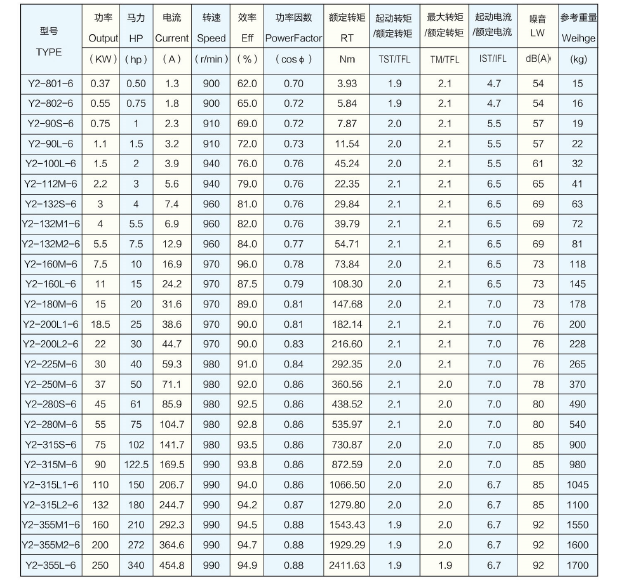 型号 功率 马力 电流 转速 效率 功率因数 额定转矩 起动转矩 最大转矩 起动电流 噪音 参考重量
TYPE Output HP Current Speed Eff PowerFactor RT /额定转矩 /额定转矩 /额定电流 LW Weihge
(KW) (hp) (A) (r/min) (%) (cosφ) Nm TST/TFL TM/TFL IST/IFL dB(A) (kg)
Y2-801-6 0.37 0.50 1.3 900 62.0 0.70 3.93 1.9 2.1 4.7 54 15
Y2-802-6 0.55 0.75 1.8 900 65.0 0.72 5.84 1.9 2.1 4.7 54 16
Y2-90S-6 0.75 1 2.3 910 69.0 0.72 7.87 2.0 2.1 5.5 57 19
Y2-90L-6 1.1 1.5 3.2 910 72.0 0.73 11.54 2.0 2.1 5.5 57 22
Y2-100L-6 1.5 2 3.9 940 76.0 0.76 45.24 2.0 2.1 5.5 61 32
Y2-112M-6 2.2 3 5.6 940 79.0 0.76 22.35 2.1 2.1 6.5 65 41
Y2-132S-6 3 4 7.4 960 81.0 0.76 29.84 2.1 2.1 6.5 69 63
Y2-132M1-6 4 5.5 6.9 960 82.0 0.76 39.79 2.1 2.1 6.5 69 72
Y2-132M2-6 5.5 7.5 12.9 960 84.0 0.77 54.71 2.1 2.1 6.5 69 81
Y2-160M-6 7.5 10 16.9 970 96.0 0.78 73.84 2.0 2.1 6.5 73 118
Y2-160L-6 11 15 24.2 970 87.5 0.79 108.30 2.0 2.1 6.5 73 145
Y2-180M-6 15 20 31.6 970 89.0 0.81 147.68 2.1 2.1 7.0 73 178
Y2-200L1-6 18.5 25 38.6 970 90.0 0.81 182.14 2.1 2.1 7.0 76 200
Y2-200L2-6 22 30 44.7 970 90.0 0.83 216.60 2.1 2.1 7.0 76 228
Y2-225M-6 30 40 59.3 980 91.0 0.84 292.35 2.0 2.1 7.0 76 265
Y2-250M-6 37 50 71.1 980 92.0 0.86 360.56 2.1 2.0 7.0 78 370
Y2-280S-6 45 61 85.9 980 92.5 0.86 438.52 2.1 2.0 7.0 80 490
Y2-280M-6 55 75 104.7 980 92.8 0.86 535.97 2.1 2.0 7.0 80 540
Y2-315S-6 75 102 141.7 980 93.5 0.86 730.87 2.0 2.0 7.0 85 900
Y2-315M-6 90 122.5 169.5 990 93.8 0.86 872.59 2.0 2.0 7.0 85 980
Y2-315L1-6 110 150 206.7 990 94.0 0.86 1066.50 2.0 2.0 6.7 85 1045
Y2-315L2-6 132 180 244.7 990 94.2 0.87 1279.80 2.0 2.0 6.7 85 1100
Y2-355M1-6 160 210 292.3 990 94.5 0.88 1543.43 1.9 2.0 6.7 92 1550
Y2-355M2-6 200 272 364.6 990 94.7 0.88 1929.29 1.9 2.0 6.7 92 1600
Y2-355L-6 250 340 454.8 990 94.9 0.88 2411.63 1.9 1.9 6.7 92 1700